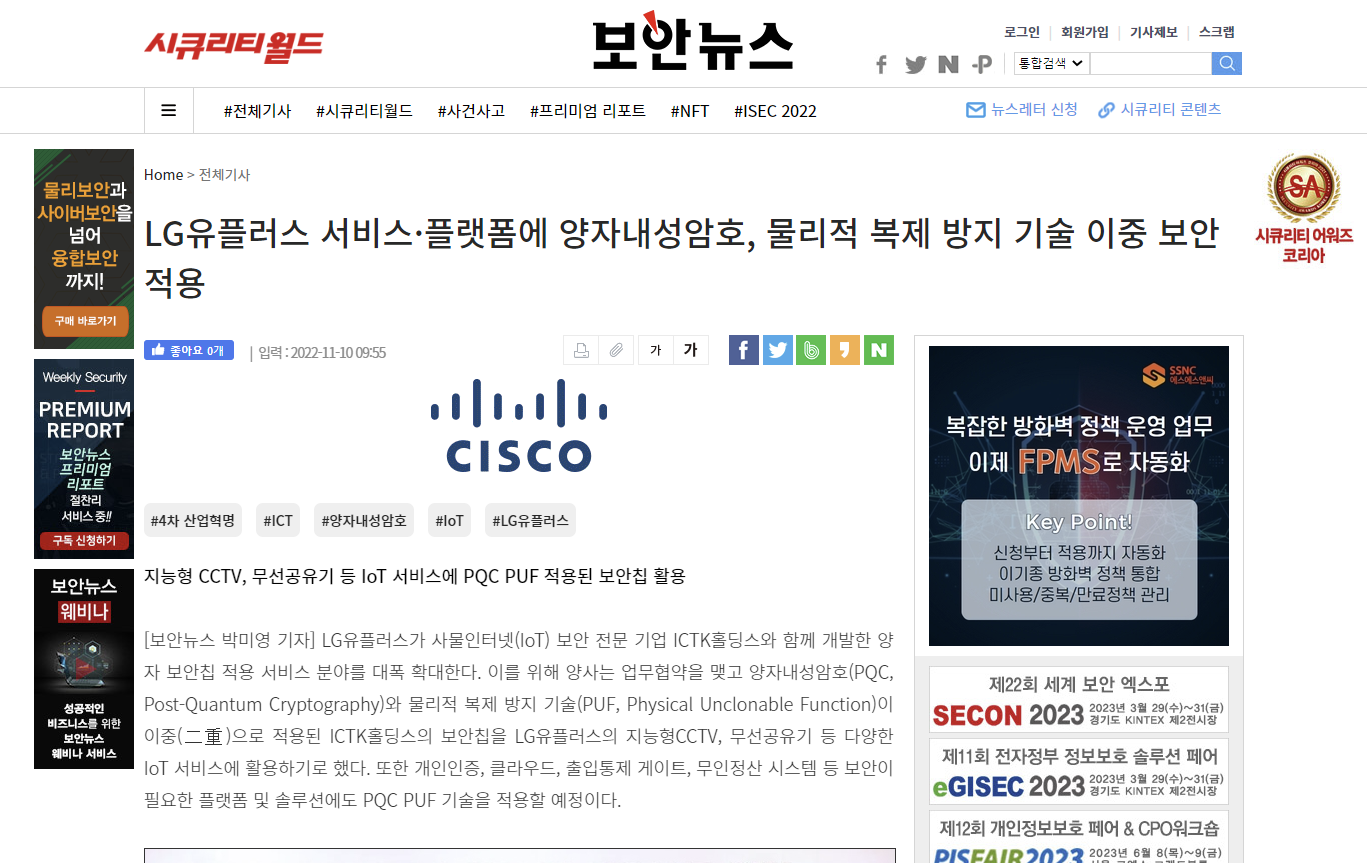 시큐리티월드
보안뉴스
로그인 | 회원가입 | 기사제보 | 스크랩
통합검색
#전체기사 #시큐리티월드 #사건사고 #프리미엄 리포트 #NFT #ISEC 2022
뉴스레터 신청 시큐리티 콘텐츠
물리보안과
사이버보안을
넘어
융합보안
까지!
구매 바로가기
Weekly Security
PREMIUM
REPORT
보안뉴스
프리미엄
리포트
절찬리
서비스 중!!
구독 신청하기
보안뉴스
웨비나
성공적인
비즈니스를 위한
보안뉴스
웨비나 서비스
Home > 전체기사
LG유플러스 서비스·플랫폼에 양자내성암호, 물리적 복제 방지 기술 이중 보안
적용
좋아요 0개 | 입력 : 2022-11-10 09:55
가 가
CISCO
#4차 산업혁명 #ICT #양자내성암호 #IoT #LG유플러스
지능형 CCTV, 무선공유기 등 IoT 서비스에 PQC PUF 적용된 보안칩 활용
[보안뉴스 박미영 기자] LG유플러스가 사물인터넷(IoT) 보안 전문 기업 ICTK홀딩스와 함께 개발한 양
자 보안칩 적용 서비스 분야를 대폭 확대한다. 이를 위해 양사는 업무협약을 맺고 양자내성암호(PQC,
Post-Quantum Cryptography)와 물리적 복제 방지 기술(PUF, Physical Unclonable Function)이
이중(二重)으로 적용된 ICTK홀딩스의 보안칩을 LG유플러스의 지능형CCTV, 무선공유기 등 다양한
IoT 서비스에 활용하기로 했다. 또한 개인인증, 클라우드, 출입통제 게이트, 무인정산 시스템 등 보안이
필요한 플랫폼 및 솔루션에도 PQC PUF 기술을 적용할 예정이다.
SA
시큐리티 어워즈
코리아
SSNC
에스에스앤씨
복잡한 방화벽 정책 운영 업무
이제 FPMS로 자동화
Key Point!
신청부터 적용까지 자동화
이기종 방화벽 정책 통합
미사용/중복/만료정책 관리
제22회 세계 보안 엑스포
SECON 2023 2023년 3월 29(수)~31(금)
경기도 KINTEX 제2전시장
제11회 전자정부 정보보호 솔루션 페어
eGISEC 2023 2023년 3월 29(수)~31(금)
경기도 KINTEX 제2전시장
제12회 개인정보보호 페어 & CPO워크숍
PISFAIR 2023 2023년 6월 8(목)~9(금)